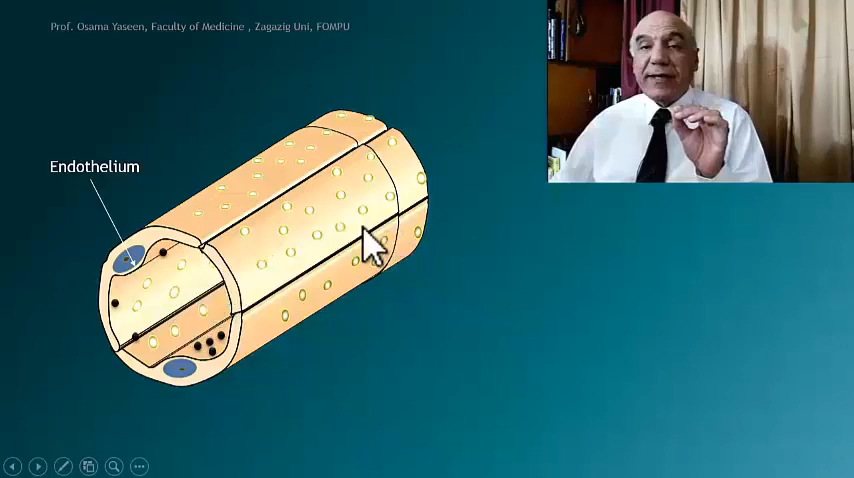 Prof. Osama Yaseen, Faculty of Medicine , Zagazig Uni, FOMPU
Endothelium